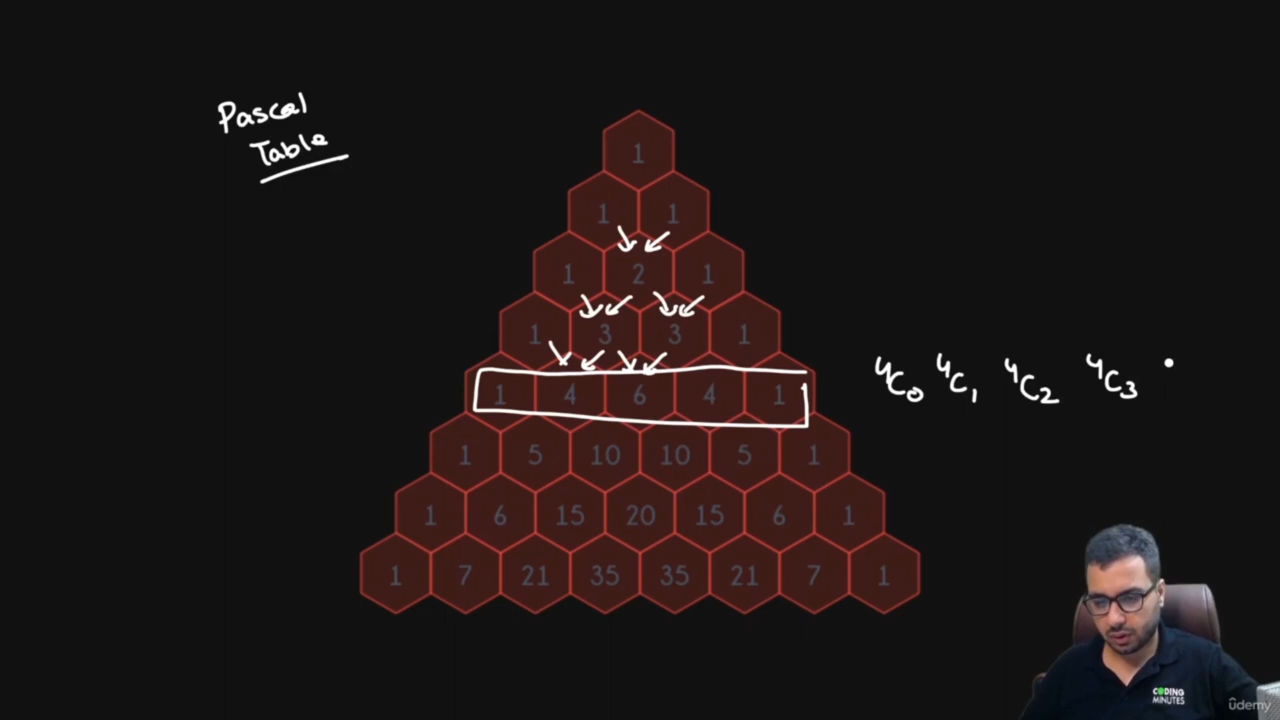 Pascal
Table
1
1 1
1 2 1
1 3 3 1
1 4 6 4 1
4C0 4C1 4C2 4C3
1 5 10 10 5 1
1 6 15 20 15 6 1
1 7 21 35 35 21 7 1
CODING
MINUTES
ûdemy